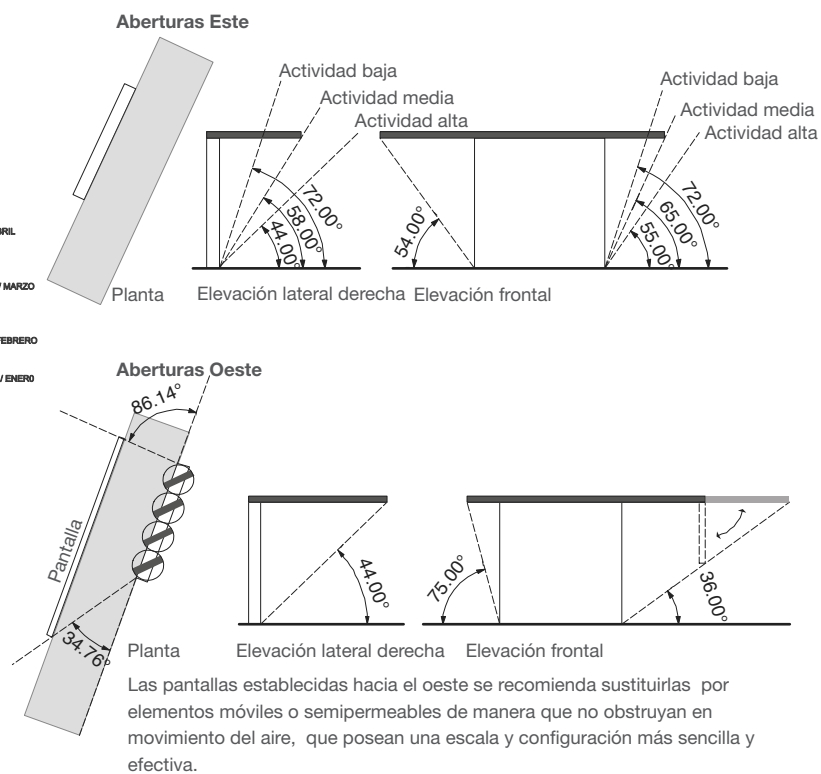 Aberturas Este
Actividad baja
Actividad media
Actividad alta
72.00°
58.00°
44.00°
Actividad baja
Actividad media
Actividad alta
54.00°
72.00°
65.00°
55.00°
BRIL
/ MARZO
FEBRERO
/ ENER0
Planta
Elevación lateral derecha
Elevación frontal
Aberturas Oeste
86.14°
Pantalla
34.76°
44.00°
75.00°
36.00°
Planta
Elevación lateral derecha
Elevación frontal
Las pantallas establecidas hacia el oeste se recomienda sustituirlas por
elementos móviles o semipermeables de manera que no obstruyan en
movimiento del aire, que posean una escala y configuración más sencilla y
efectiva.